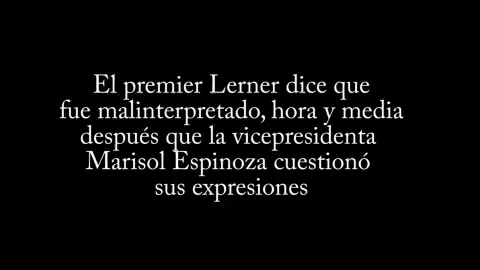 El premier Lerner dice que
fue malinterpretado, hora y media
después que la vicepresidenta
Marisol Espinoza cuestionó
sus expresiones